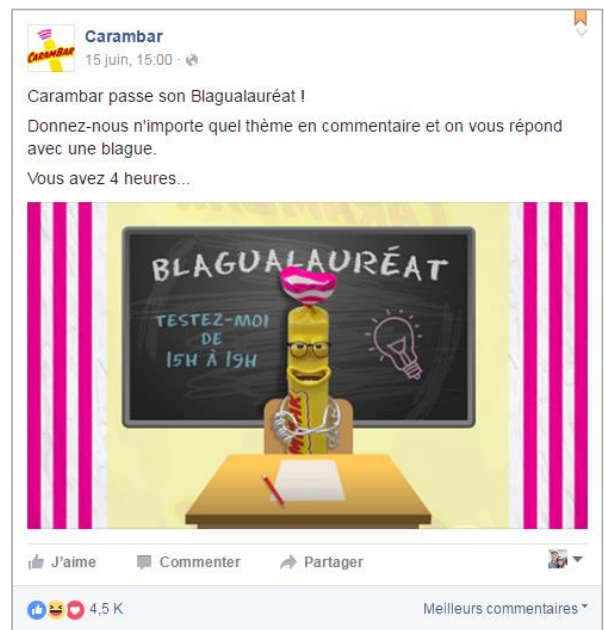 CARAMBAR
Carambar
15 juin, 15:00 ·
Carambar passe son Blagualauréat !
Donnez-nous n'importe quel thème en commentaire et on vous répond
avec une blague.
Vous avez 4 heures...
CARAMBAR
BLAGUALAURÉAT
TESTEZ-MOI
DE
15H À 19H
J'aime
Commenter
Partager
4,5 K
Meilleurs commentaires